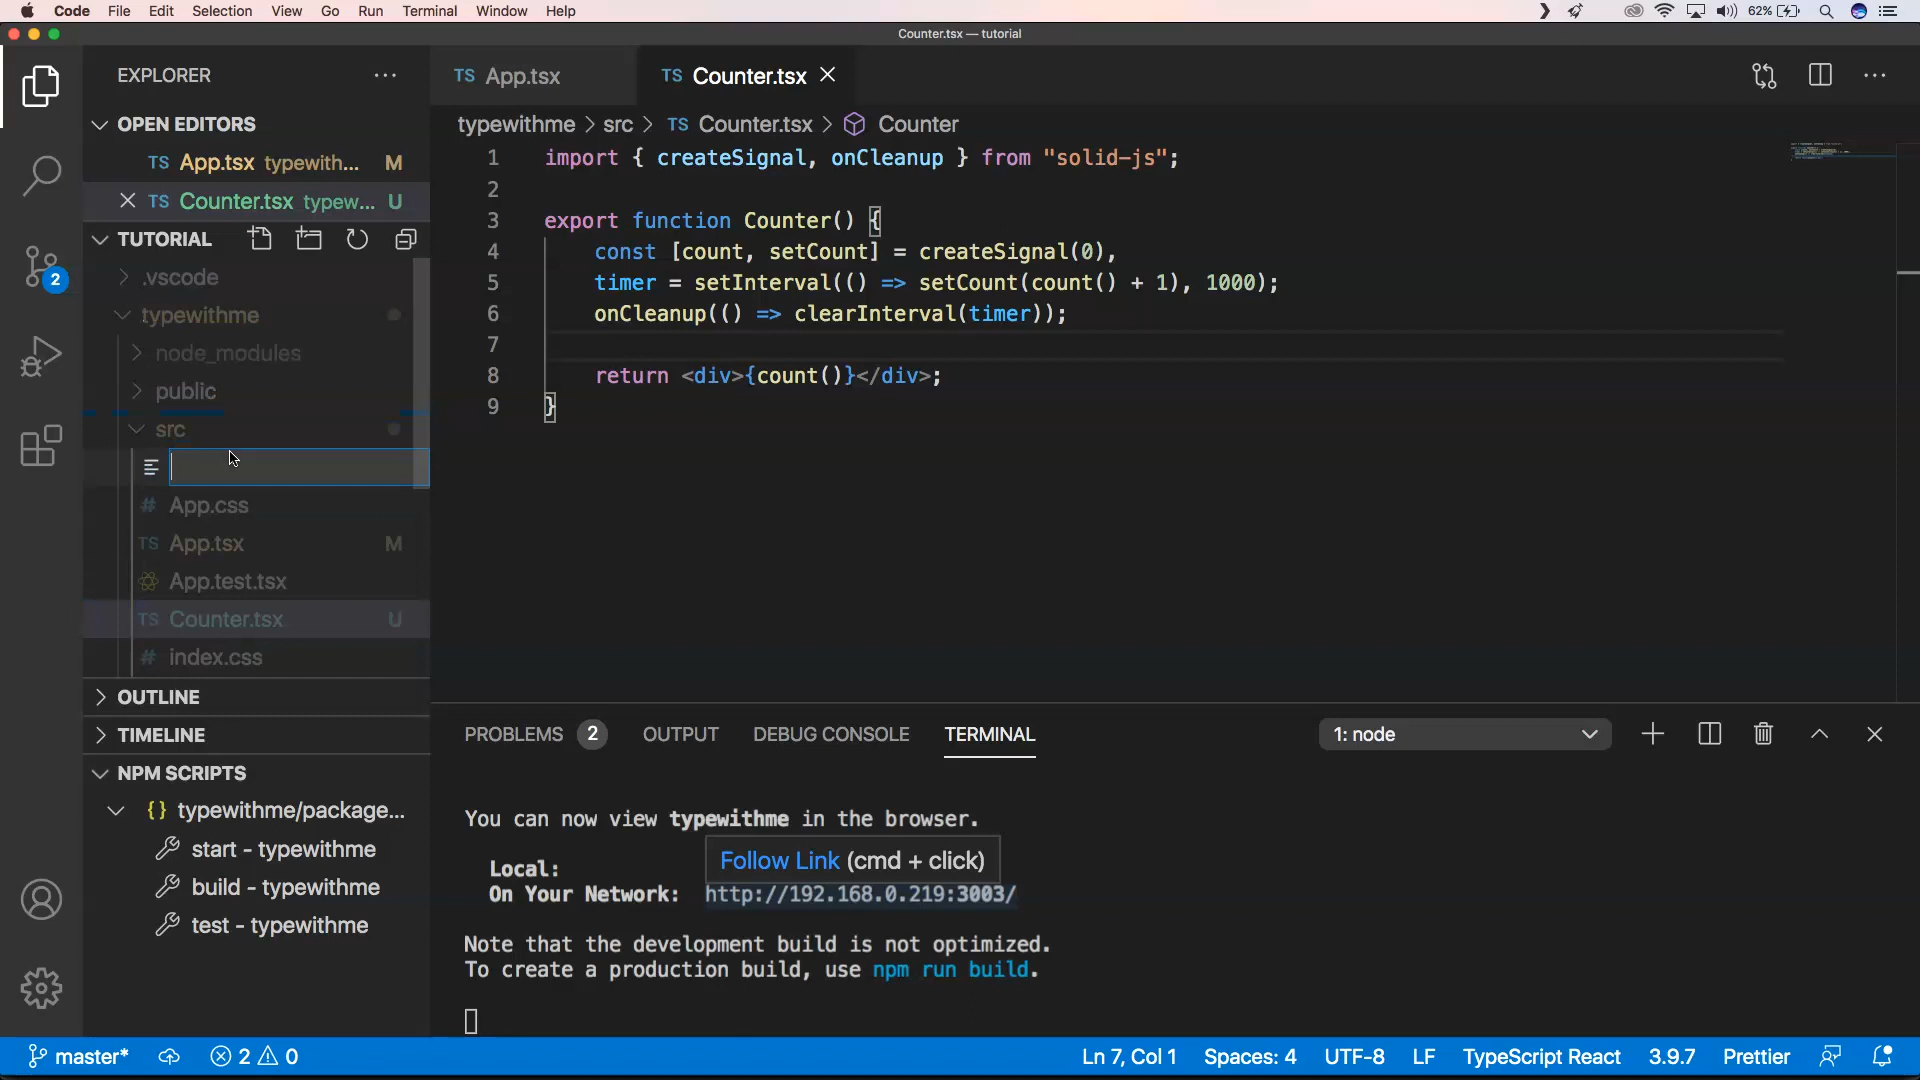 Code File Edit Selection View Go Run Terminal Window Help 62%
Counter.tsx — tutorial
EXPLORER
OPEN EDITORS
TS App.tsx typewith... M
TS Counter.tsx typew... U
TUTORIAL
.vscode
typewithme
node_modules
public
src
# App.css
TS App.tsx M
App.test.tsx
TS Counter.tsx U
# index.css
OUTLINE
TIMELINE
NPM SCRIPTS
{} typewithme/package...
start - typewithme
build - typewithme
test - typewithme
2
TS App.tsx
TS Counter.tsx
typewithme > src > TS Counter.tsx > Counter
1 import { createSignal, onCleanup } from "solid-js";
2
3 export function Counter() {
4 const [count, setCount] = createSignal(0),
5 timer = setInterval(() => setCount(count() + 1), 1000);
6 onCleanup(() => clearInterval(timer));
7
8 return <div>{count()}</div>;
9 }
PROBLEMS 2 OUTPUT DEBUG CONSOLE TERMINAL 1: node
You can now view typewithme in the browser.
Follow Link (cmd + click)
Local:
On Your Network: http://192.168.0.219:3003/
Note that the development build is not optimized.
To create a production build, use npm run build.
master* 2 0 Ln 7, Col 1 Spaces: 4 UTF-8 LF TypeScript React 3.9.7 Prettier